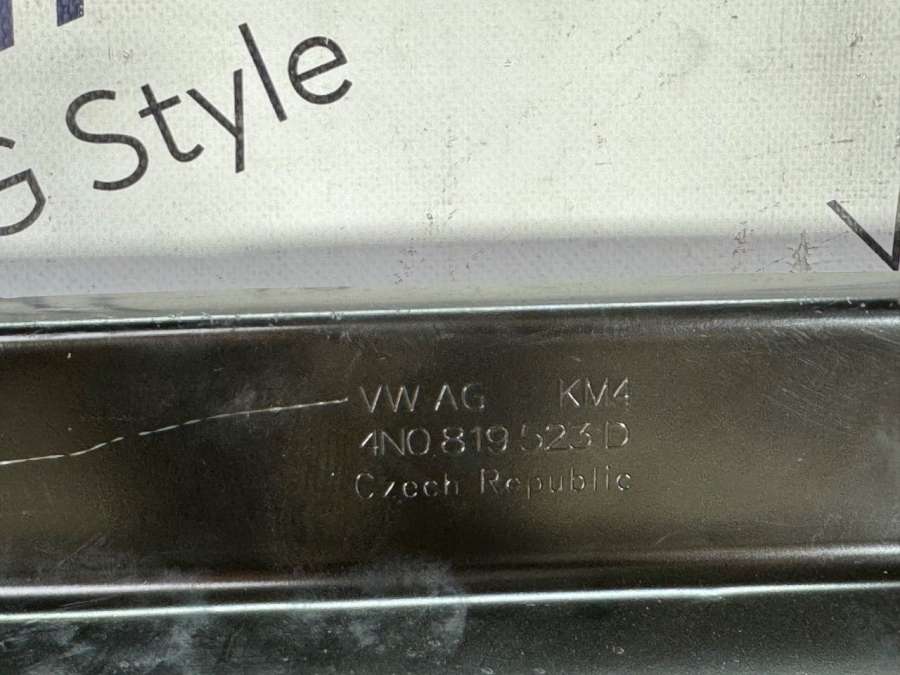 G Style
VW AG KM4
4N0 819 523 D
Czech Republic